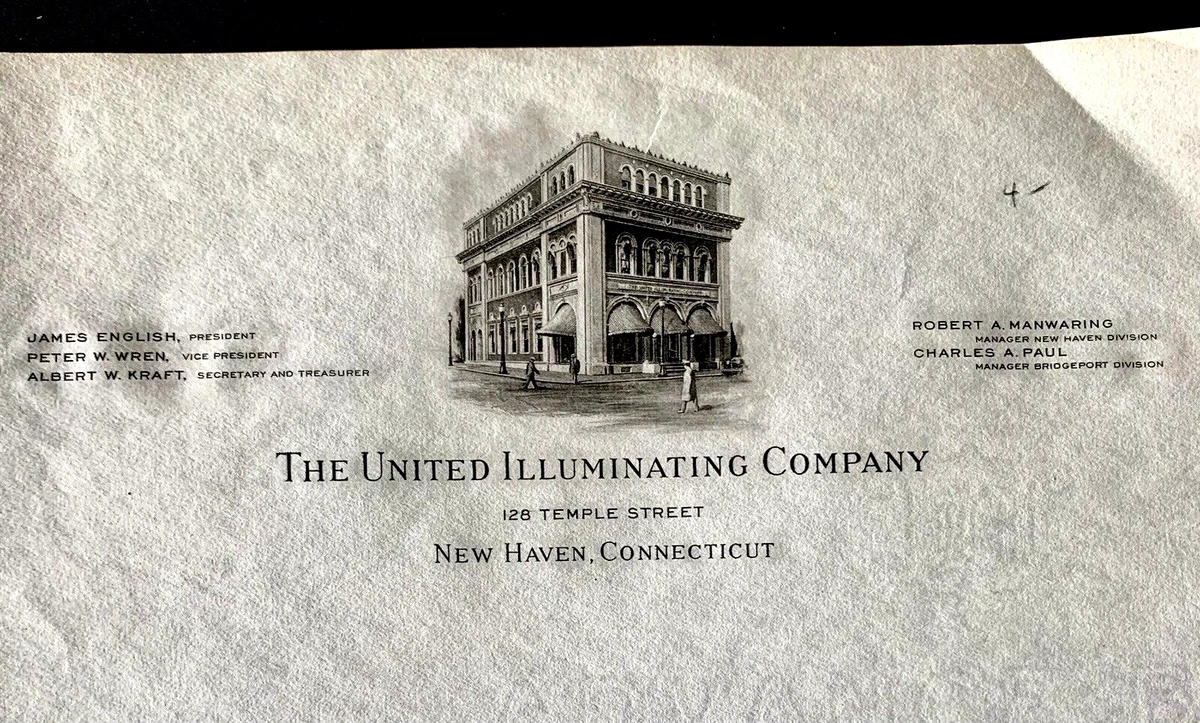 4 -
JAMES ENGLISH, PRESIDENT
PETER W. WREN, VICE PRESIDENT
ALBERT W. KRAFT, SECRETARY AND TREASURER
ROBERT A. MANWARING
MANAGER NEW HAVEN DIVISION
CHARLES A. PAUL
MANAGER BRIDGEPORT DIVISION
THE UNITED ILLUMINATING COMPANY
128 TEMPLE STREET
NEW HAVEN, CONNECTICUT